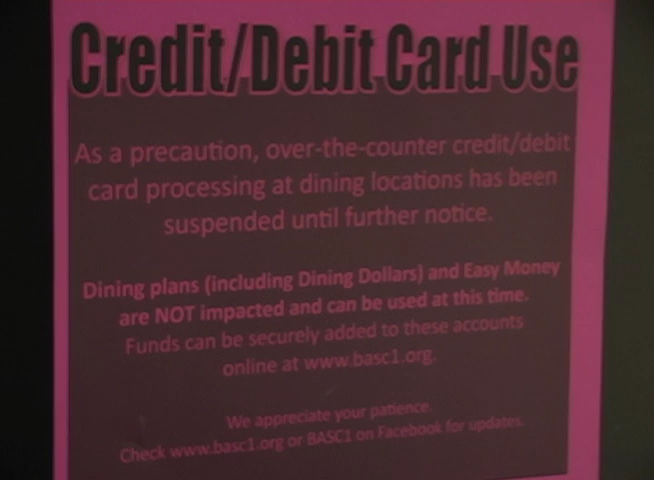 Credit/Debit Card Use
As a precaution, over-the-counter credit/debit
card processing at dining locations has been
suspended until further notice.
Dining plans (including Dining Dollars) and Easy Money
are NOT impacted and can be used at this time.
Funds can be securely added to these accounts
online at www.basc1.org.
We appreciate your patience.
Check www.basc1.org or BASC1 on Facebook for updates.